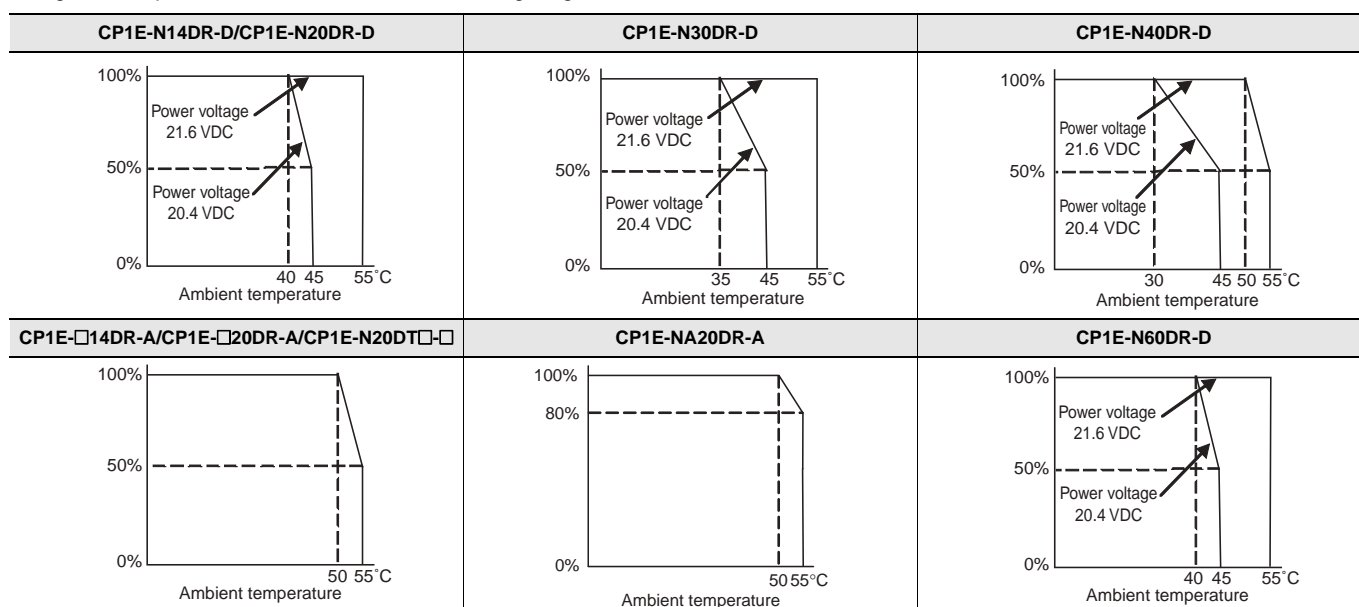 CP1E-N14DR-D/CP1E-N20DR-D
100%
Power voltage
21.6 VDC
50%
Power voltage
20.4 VDC
0%
40 45 55˚C
Ambient temperature
CP1E-N30DR-D
100%
Power voltage
21.6 VDC
50%
Power voltage
20.4 VDC
0%
35 45 55˚C
Ambient temperature
CP1E-N40DR-D
100%
Power voltage
21.6 VDC
50%
Power voltage
20.4 VDC
0%
30 45 50 55˚C
Ambient temperature
CP1E-□14DR-A/CP1E-□20DR-A/CP1E-N20DT□-□
100%
50%
0%
50 55˚C
Ambient temperature
CP1E-NA20DR-A
100%
80%
0%
50 55°C
Ambient temperature
CP1E-N60DR-D
100%
Power voltage
21.6 VDC
50%
Power voltage
20.4 VDC
0%
40 45 55˚C
Ambient temperature